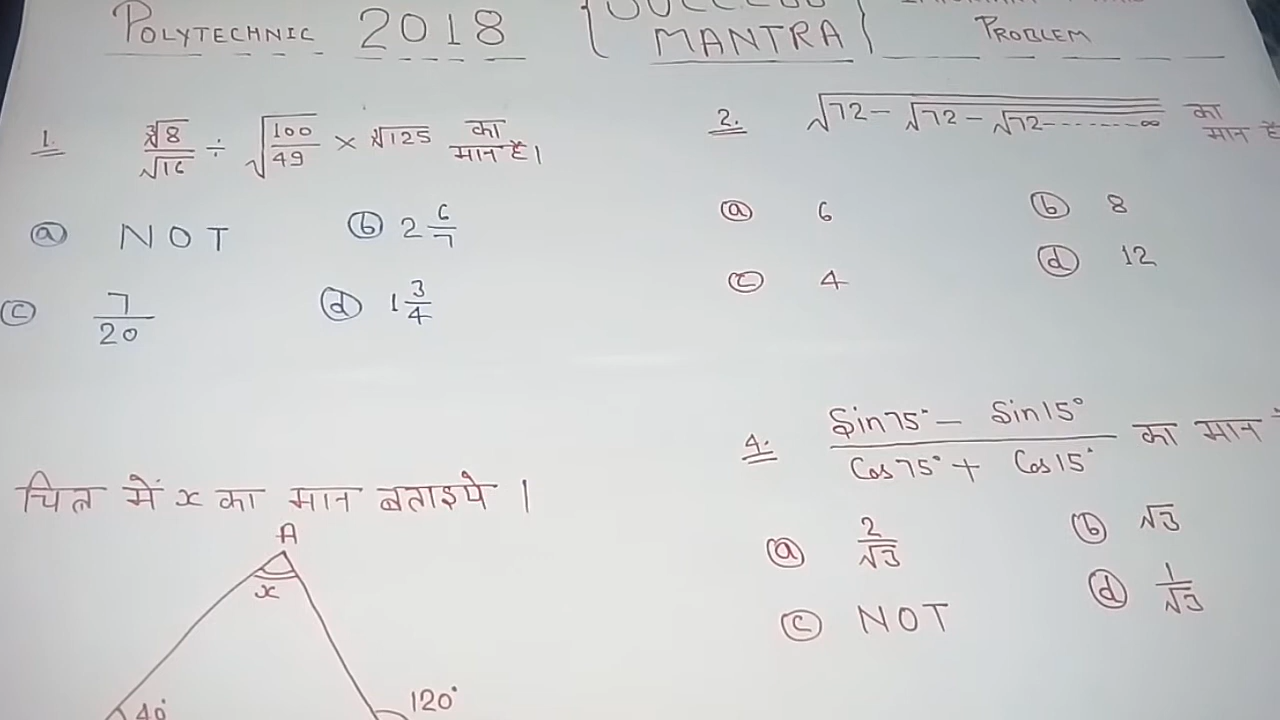 POLYTECHNIC 2018
MANTRA
PROBLEM
1. ∛8/√16 ÷ √(100/49) × ∛125 का मान है।
a NOT
b 2 6/7
c 7/20
d 1 3/4
2. √72-√72-√72-------∞ का मान है
a 6
b 8
c 4
d 12
चित्र में x का मान बताइये ।
A
x
40°
120°
4. Sin75° - Sin15° / Cos75° + Cos15° का मान
a 2/√3
b √3
c NOT
d 1/√3